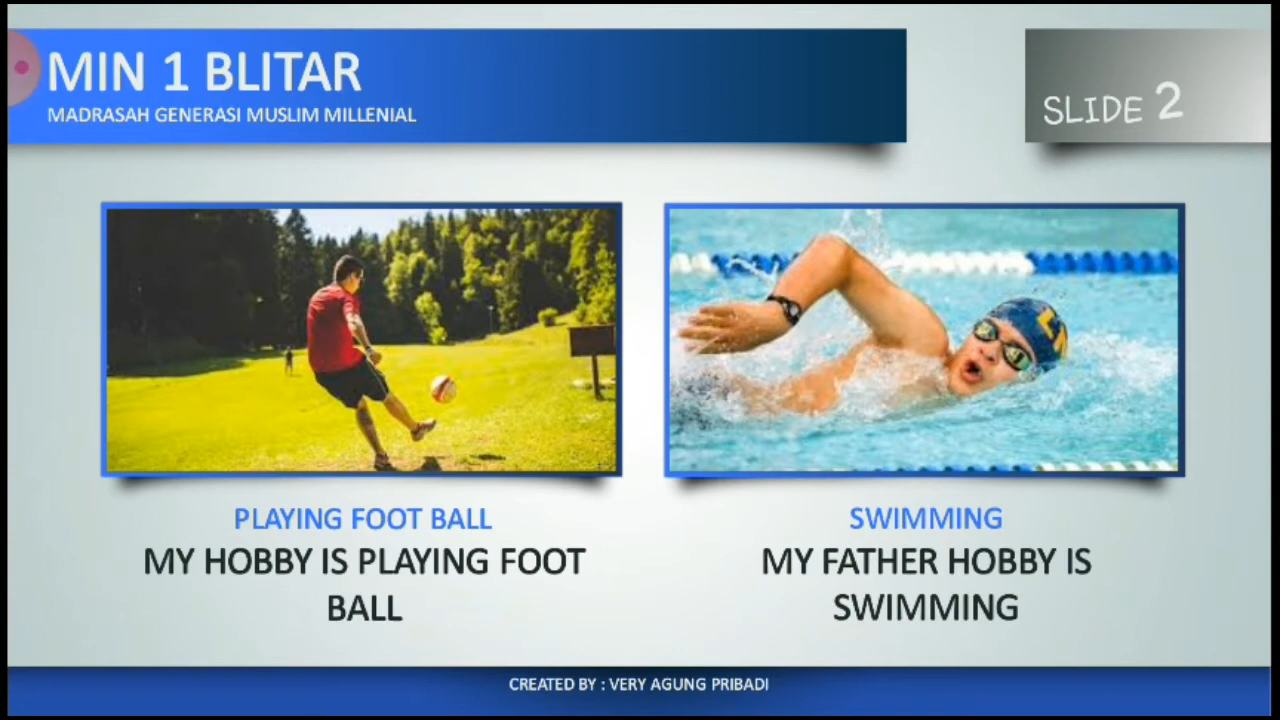 MIN 1 BLITAR
MADRASAH GENERASI MUSLIM MILLENIAL
SLIDE 2
PLAYING FOOT BALL
MY HOBBY IS PLAYING FOOT
BALL
SWIMMING
MY FATHER HOBBY IS
SWIMMING
CREATED BY : VERY AGUNG PRIBADI